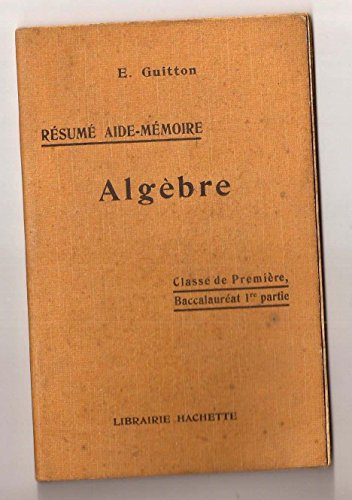 E. Guitton
RÉSUMÉ AIDE-MÉMOIRE
Algèbre
Classe de Première,
Baccalauréat 1re partie
LIBRAIRIE HACHETTE